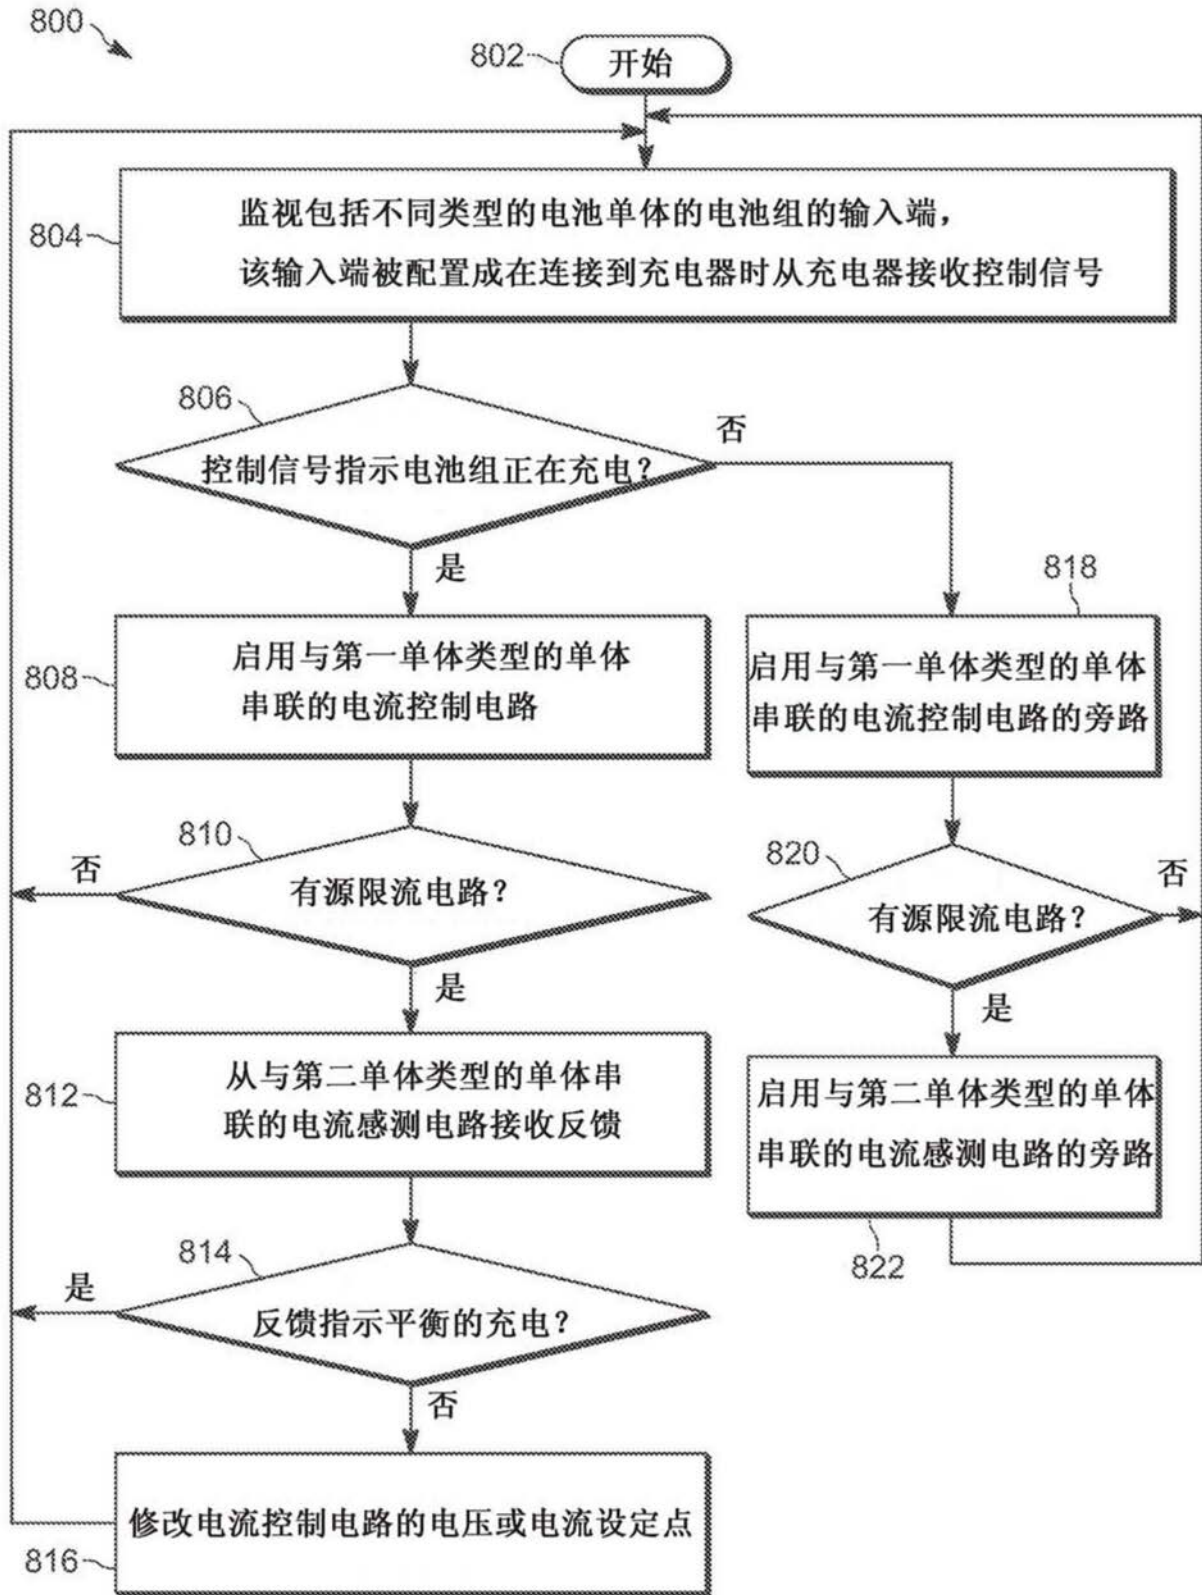 800
802
开始
804
监视包括不同类型的电池单体的电池组的输入端，
该输入端被配置成在连接到充电器时从充电器接收控制信号
806
控制信号指示电池组正在充电？
否
是
808
启用与第一单体类型的单体
串联的电流控制电路
818
启用与第一单体类型的单体
串联的电流控制电路的旁路
810
有源限流电路？
否
是
820
有源限流电路？
否
是
812
从与第二单体类型的单体串
联的电流感测电路接收反馈
启用与第二单体类型的单体
串联的电流感测电路的旁路
822
814
反馈指示平衡的充电？
是
否
修改电流控制电路的电压或电流设定点
816